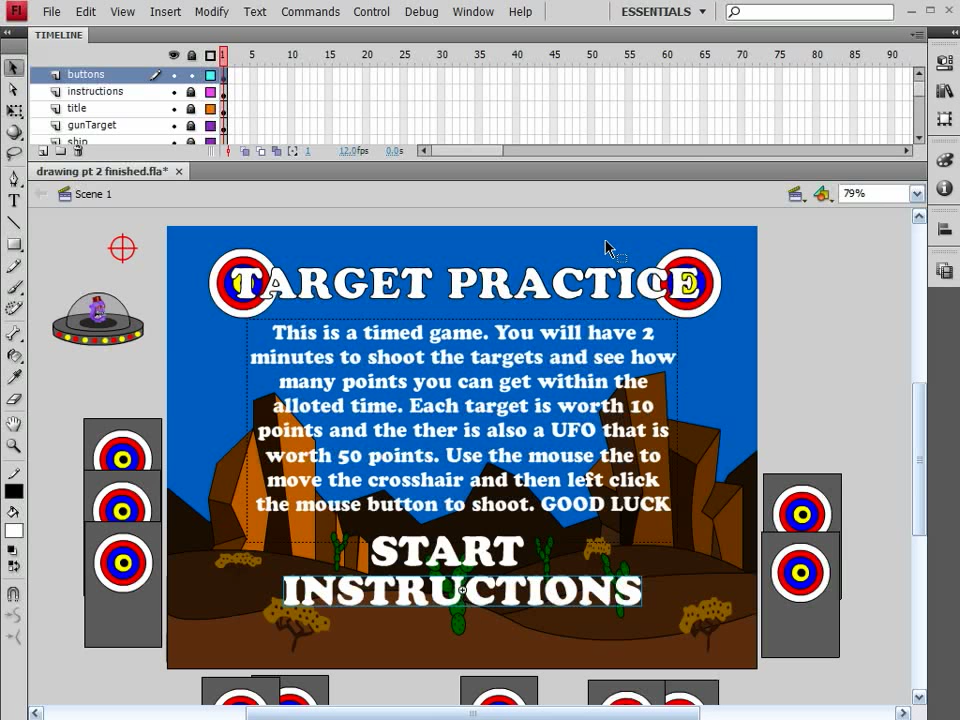 Fl File Edit View Insert Modify Text Commands Control Debug Window Help ESSENTIALS
TIMELINE
1 5 10 15 20 25 30 35 40 45 50 55 60 65 70 75 80 85 90
buttons
instructions
title
gunTarget
ship
1 12.0fps 0.0s
drawing pt 2 finished.fla*
Scene 1 79%
TARGET PRACTICE
This is a timed game. You will have 2
minutes to shoot the targets and see how
many points you can get within the
alloted time. Each target is worth 10
points and the ther is also a UFO that is
worth 50 points. Use the mouse the to
move the crosshair and then left click
the mouse button to shoot. GOOD LUCK
START
INSTRUCTIONS